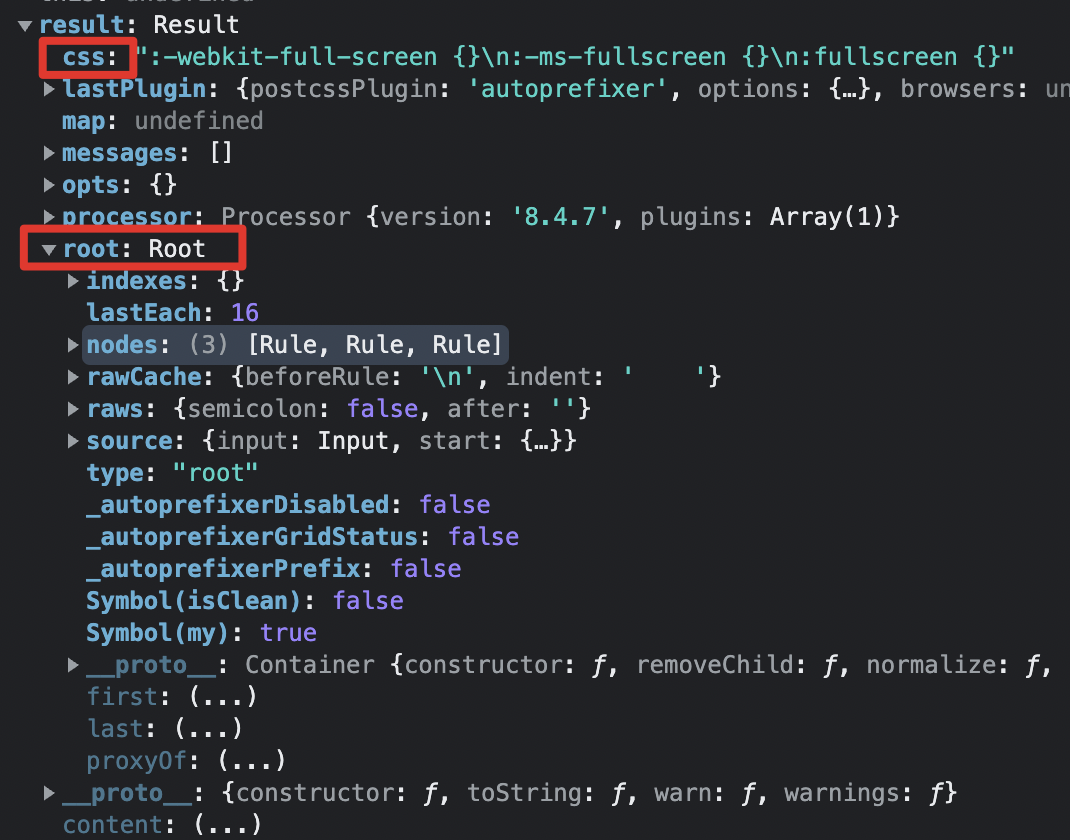 result: Result
css: ":-webkit-full-screen {}\n:-ms-fullscreen {}\n:fullscreen {}"
lastPlugin: {postcssPlugin: 'autoprefixer', options: {…}, browsers: un
map: undefined
messages: []
opts: {}
processor: Processor {version: '8.4.7', plugins: Array(1)}
root: Root
indexes: {}
lastEach: 16
nodes: (3) [Rule, Rule, Rule]
rawCache: {beforeRule: '\n', indent: '    '}
raws: {semicolon: false, after: ''}
source: {input: Input, start: {…}}
type: "root"
_autoprefixerDisabled: false
_autoprefixerGridStatus: false
_autoprefixerPrefix: false
Symbol(isClean): false
Symbol(my): true
__proto__: Container {constructor: ƒ, removeChild: ƒ, normalize: ƒ,
first: (...)
last: (...)
proxyOf: (...)
__proto__: {constructor: ƒ, toString: ƒ, warn: ƒ, warnings: ƒ}
content: (...)